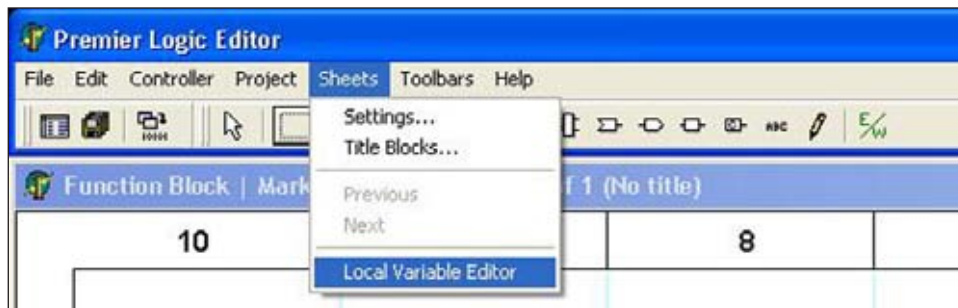 Premier Logic Editor
File Edit Controller Project Sheets Toolbars Help
Settings...
Title Blocks...
Previous
Next
Local Variable Editor
ABC E/W
Function Block | Mark f 1 (No title)
10 8